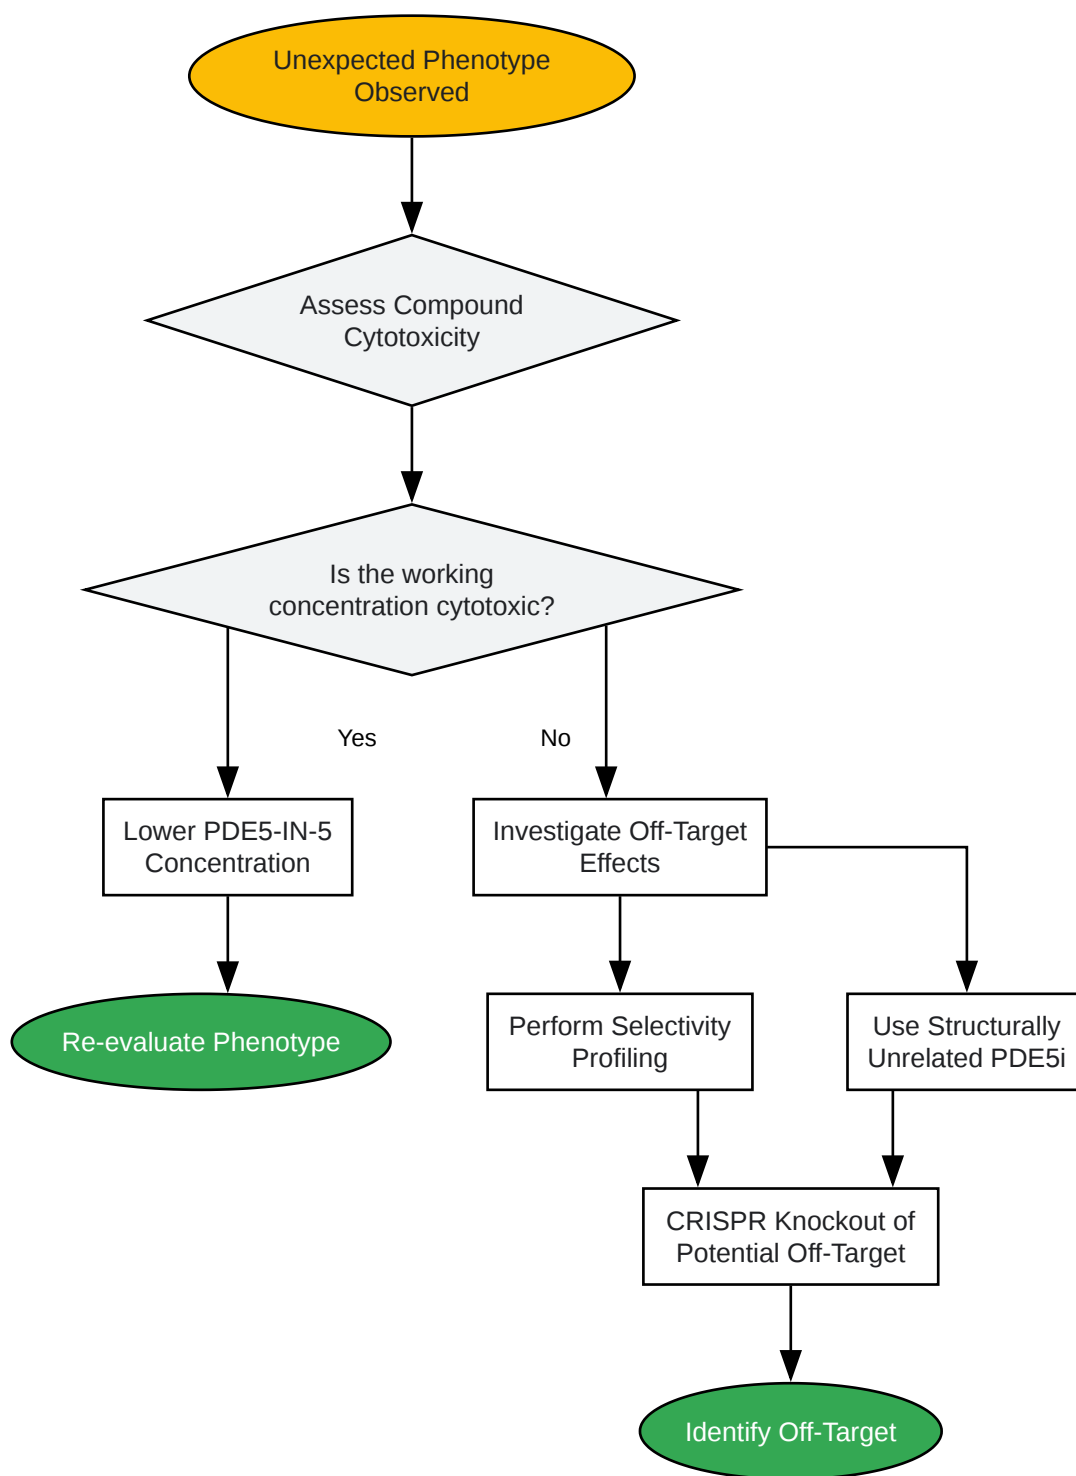 Unexpected Phenotype
Observed
Assess Compound
Cytotoxicity
Is the working
concentration cytotoxic?
Yes
No
Lower PDE5-IN-5
Concentration
Investigate Off-Target
Effects
Re-evaluate Phenotype
Perform Selectivity
Profiling
Use Structurally
Unrelated PDE5i
CRISPR Knockout of
Potential Off-Target
Identify Off-Target